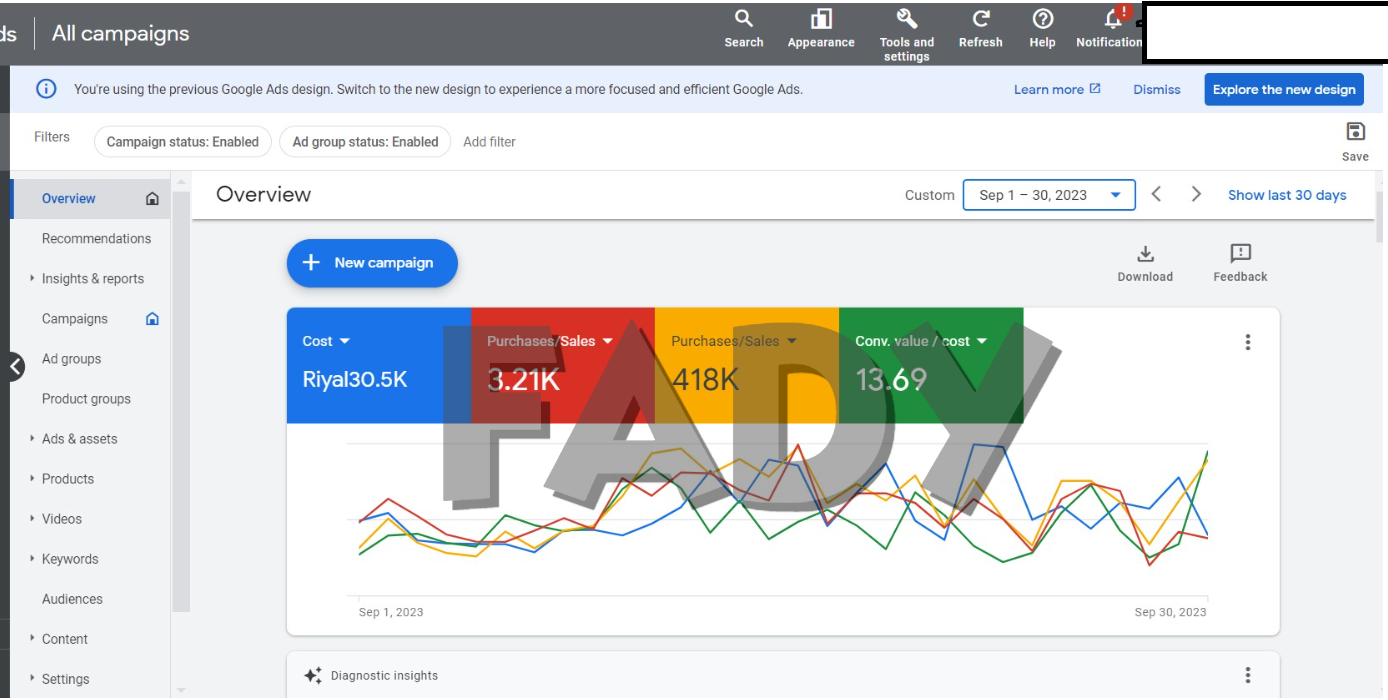 ds All campaigns
Search Appearance Tools and settings Refresh Help Notification
!
You're using the previous Google Ads design. Switch to the new design to experience a more focused and efficient Google Ads. Learn more Dismiss Explore the new design
Filters Campaign status: Enabled Ad group status: Enabled Add filter Save
Overview
Recommendations
Insights & reports
Campaigns
Ad groups
Product groups
Ads & assets
Products
Videos
Keywords
Audiences
Content
Settings
Overview Custom Sep 1 – 30, 2023 Show last 30 days
+ New campaign Download Feedback
Cost Purchases/Sales Purchases/Sales Conv. value / cost
Riyal30.5K 3.21K 418K 13.69
FADY
Sep 1, 2023 Sep 30, 2023
Diagnostic insights